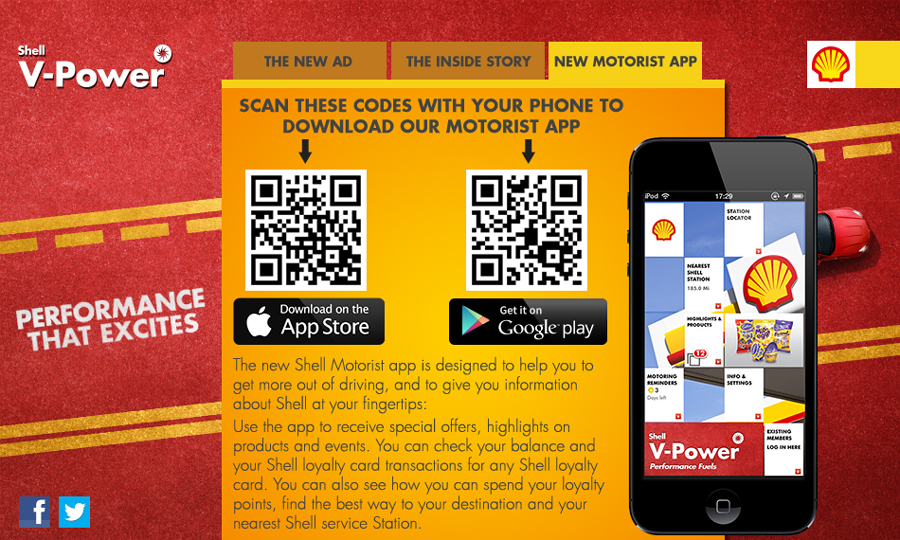 Shell
V-Power
THE NEW AD
THE INSIDE STORY
NEW MOTORIST APP
SCAN THESE CODES WITH YOUR PHONE TO
DOWNLOAD OUR MOTORIST APP
Download on the
App Store
Get it on
Google play
PERFORMANCE
THAT EXCITES
The new Shell Motorist app is designed to help you to
get more out of driving, and to give you information
about Shell at your fingertips:
Use the app to receive special offers, highlights on
products and events. You can check your balance and
your Shell loyalty card transactions for any Shell loyalty
card. You can also see how you can spend your loyalty
points, find the best way to your destination and your
nearest Shell service Station.
iPod
17:29
STATION
LOCATOR
NEAREST
SHELL
STATION
185.0 Mi
HIGHLIGHTS &
PRODUCTS
12
MOTORING
REMINDERS
3
Days left
INFO &
SETTINGS
Shell
V-Power
Performance Fuels
EXISTING
MEMBERS
LOG IN HERE